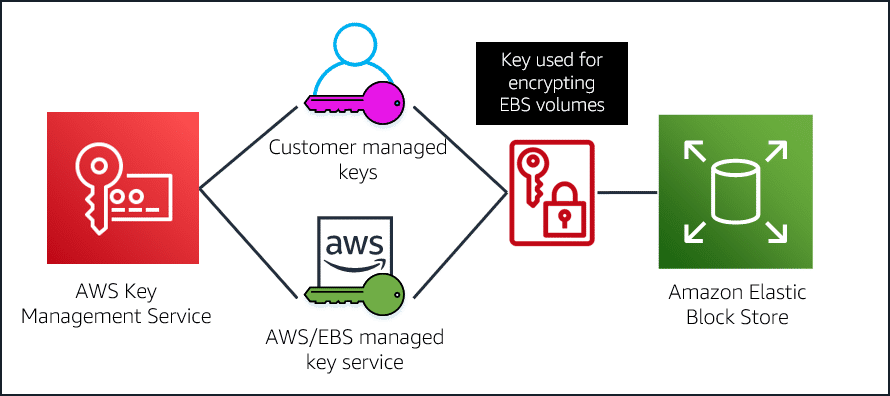 Key used for
encrypting
EBS volumes
Customer managed
keys
aws
AWS Key
Management Service
AWS/EBS managed
key service
Amazon Elastic
Block Store